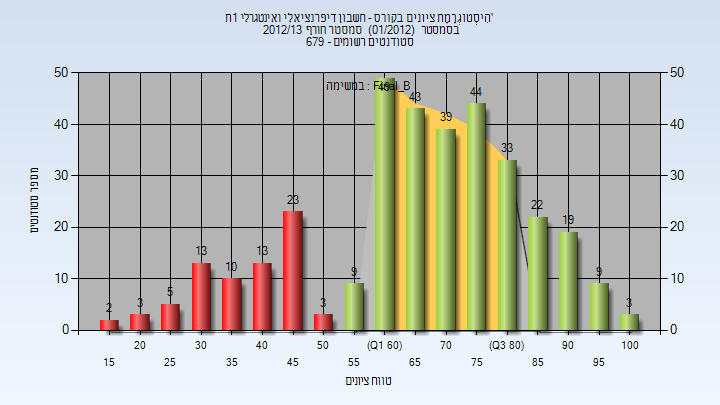 היסטוגרמת ציונים בקורס - חשבון דיפרנציאלי ואינטגרלי 1ת'
בסמסטר (01/2012) סמסטר חורף 2012/13
סטודנטים רשומים - 679
במשימה : Final_B
מספר סטודנטים
50 50
40 40
30 30
20 20
10 10
0 0
2 3 5 13 10 13 23 3 9 49 43 39 44 33 22 19 9 3
20 30 40 50 (Q1 60) 70 (Q3 80) 90 100
15 25 35 45 55 65 75 85 95
טווח ציונים